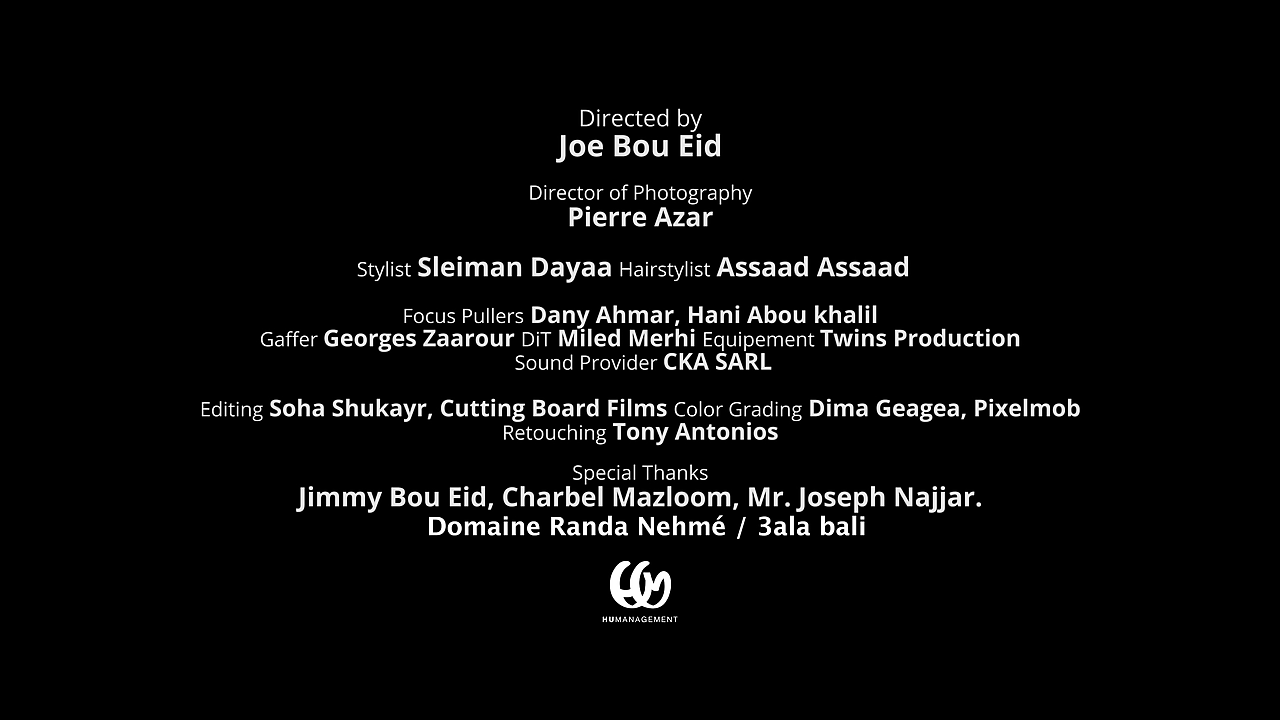 Directed by
Joe Bou Eid
Director of Photography
Pierre Azar
Stylist Sleiman Dayaa Hairstylist Assaad Assaad
Focus Pullers Dany Ahmar, Hani Abou khalil
Gaffer Georges Zaarour DiT Miled Merhi Equipement Twins Production
Sound Provider CKA SARL
Editing Soha Shukayr, Cutting Board Films Color Grading Dima Geagea, Pixelmob
Retouching Tony Antonios
Special Thanks
Jimmy Bou Eid, Charbel Mazloom, Mr. Joseph Najjar.
Domaine Randa Nehmé / 3ala bali
HUMANAGEMENT